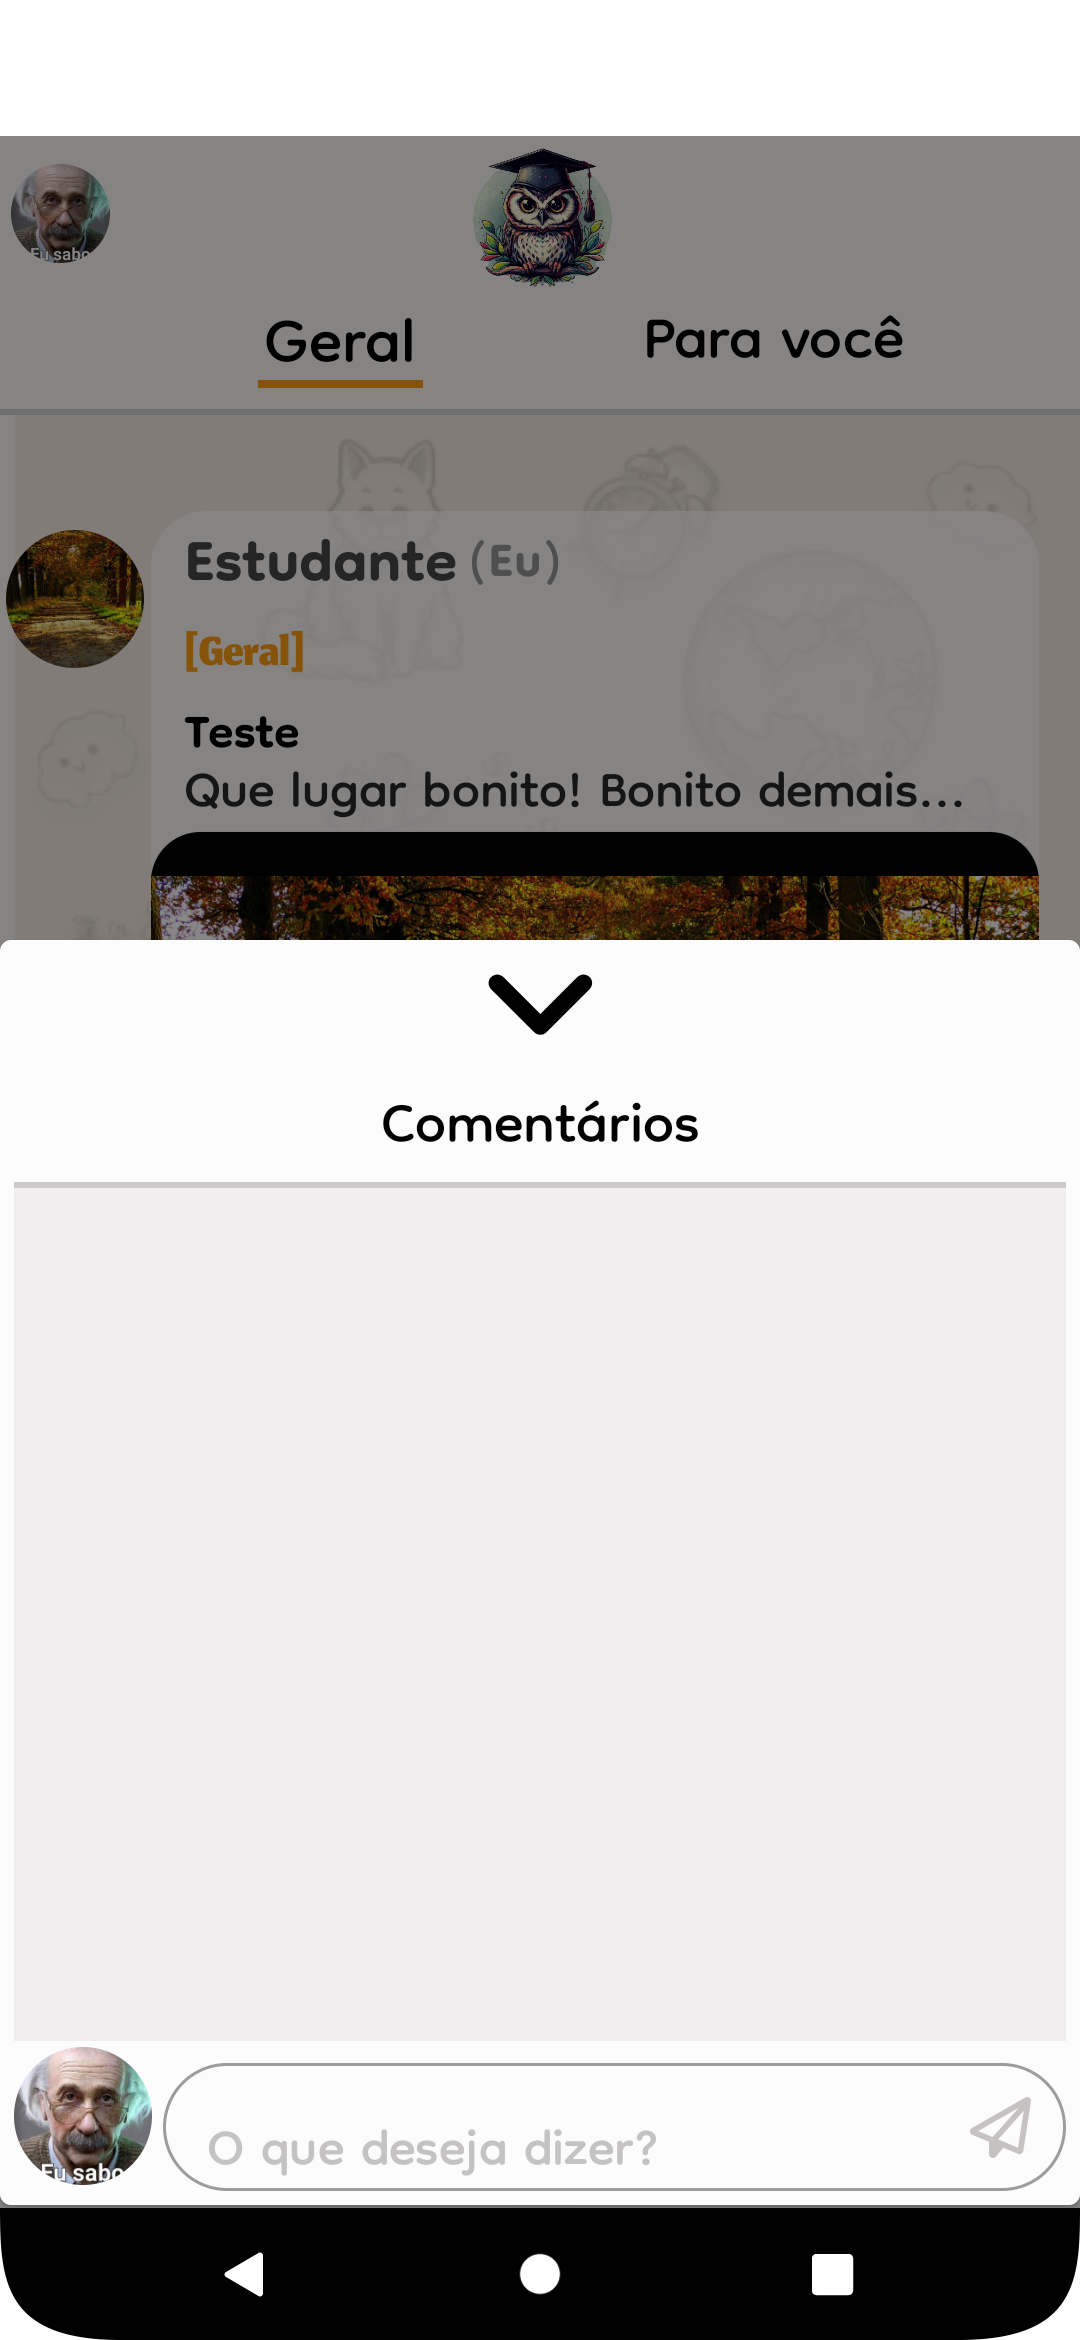 Eu sabo
Geral
Para você
Estudante (Eu)
[Geral]
Teste
Que lugar bonito! Bonito demais...
Comentários
Eu sabo
O que deseja dizer?